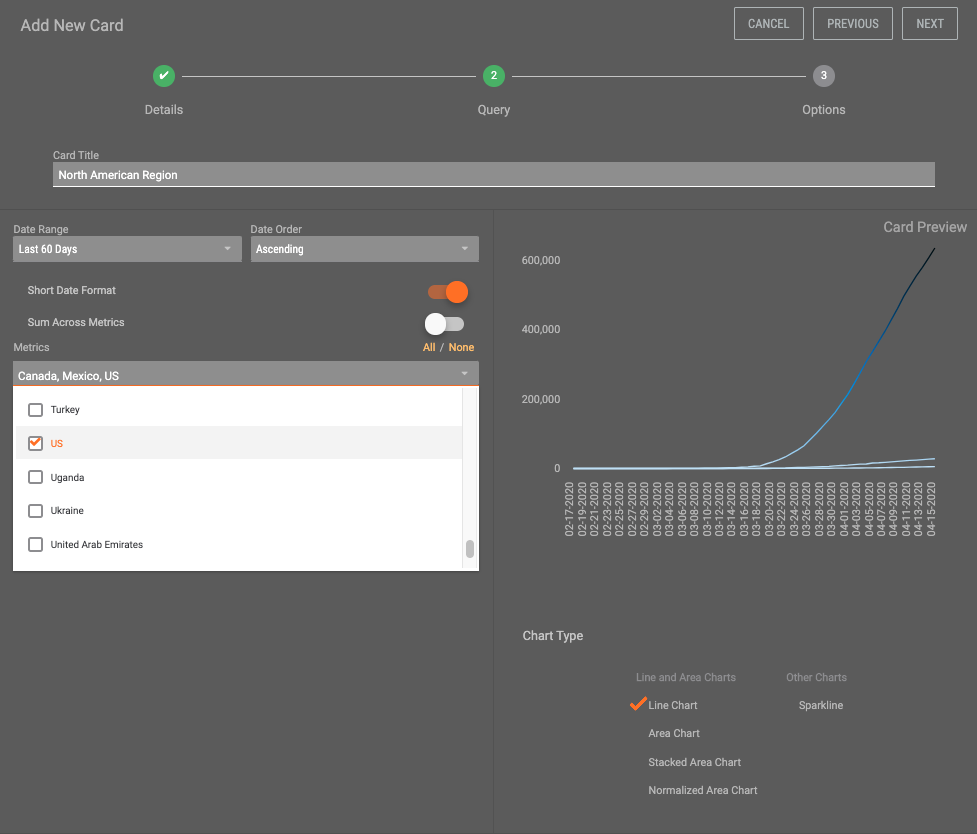 Add New Card
CANCEL PREVIOUS NEXT
2 3
Details Query Options
Card Title
North American Region
Date Range Date Order
Last 60 Days Ascending
Short Date Format
Sum Across Metrics
Metrics All / None
Canada, Mexico, US
Turkey
US
Uganda
Ukraine
United Arab Emirates
Card Preview
600,000
400,000
200,000
0
02-17-2020
02-19-2020
02-21-2020
02-23-2020
02-25-2020
02-27-2020
02-29-2020
03-02-2020
03-04-2020
03-06-2020
03-08-2020
03-10-2020
03-12-2020
03-14-2020
03-16-2020
03-18-2020
03-20-2020
03-22-2020
03-24-2020
03-26-2020
03-28-2020
03-30-2020
04-01-2020
04-03-2020
04-05-2020
04-07-2020
04-09-2020
04-11-2020
04-13-2020
04-15-2020
Chart Type
Line and Area Charts Other Charts
Line Chart Sparkline
Area Chart
Stacked Area Chart
Normalized Area Chart